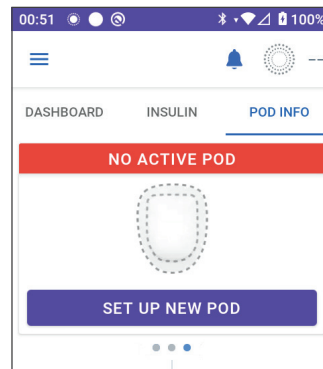 00:51 100%
--
DASHBOARD INSULIN POD INFO
NO ACTIVE POD
SET UP NEW POD